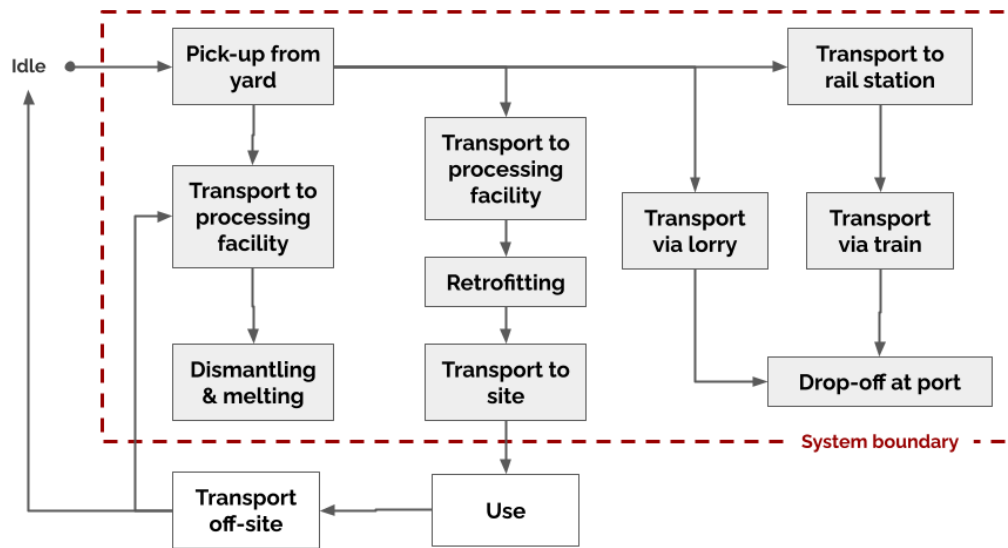 Idle
Pick-up from
yard
Transport to
rail station
Transport to
processing
facility
Transport to
processing
facility
Transport
via lorry
Transport
via train
Retrofitting
Dismantling
& melting
Transport to
site
Drop-off at port
System boundary
Transport
off-site
Use